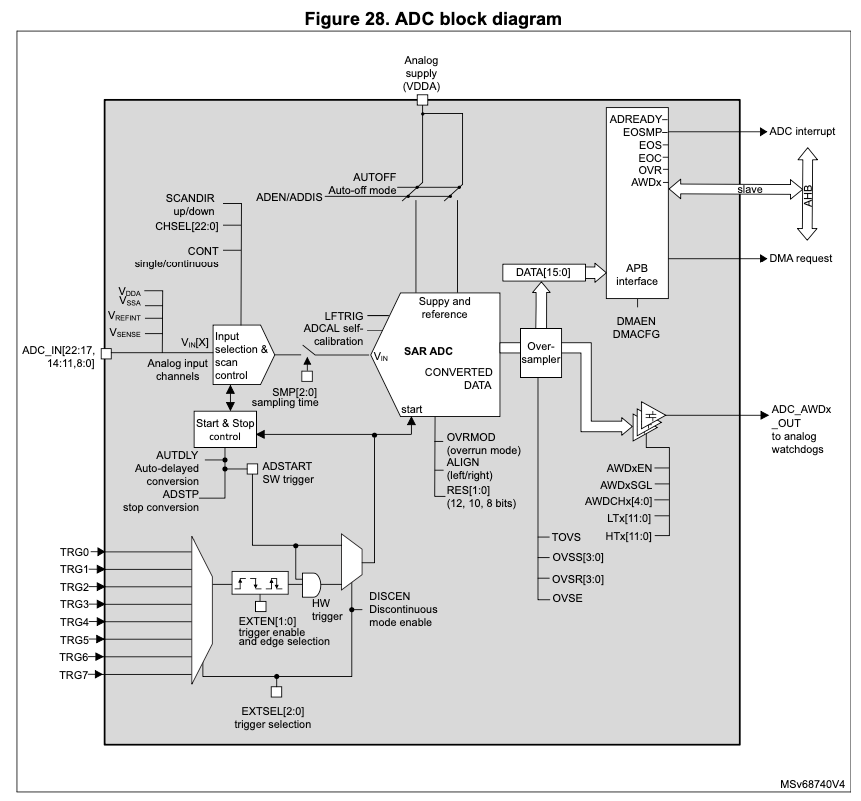 Figure 28. ADC block diagram
Analog
supply
(VDDA)
ADREADY
EOSMP
EOS
EOC
OVR
AWDx
ADC interrupt
slave
AHB
DMA request
APB
interface
DMAEN
DMACFG
AUTOFF
Auto-off mode
ADEN/ADDIS
SCANDIR
up/down
CHSEL[22:0]
CONT
single/continuous
DATA[15:0]
VDDA
VSSA
VREFINT
VSENSE
ADC_IN[22:17,
14:11,8:0]
VIN[X]
Analog input
channels
Input
selection &
scan
control
SMP[2:0]
sampling time
LFTRIG
ADCAL self-
calibration
Suppy and
reference
VIN
SAR ADC
CONVERTED
DATA
start
Over-
sampler
Start & Stop
control
AUTDLY
Auto-delayed
conversion
ADSTP
stop conversion
ADSTART
SW trigger
OVRMOD
(overrun mode)
ALIGN
(left/right)
RES[1:0]
(12, 10, 8 bits)
ADC_AWDx
_OUT
to analog
watchdogs
AWDxEN
AWDxSGL
AWDCHx[4:0]
LTx[11:0]
HTx[11:0]
TOVS
OVSS[3:0]
OVSR[3:0]
OVSE
TRG0
TRG1
TRG2
TRG3
TRG4
TRG5
TRG6
TRG7
HW
trigger
EXTEN[1:0]
trigger enable
and edge selection
DISCEN
Discontinuous
mode enable
EXTSEL[2:0]
trigger selection
MSv68740V4